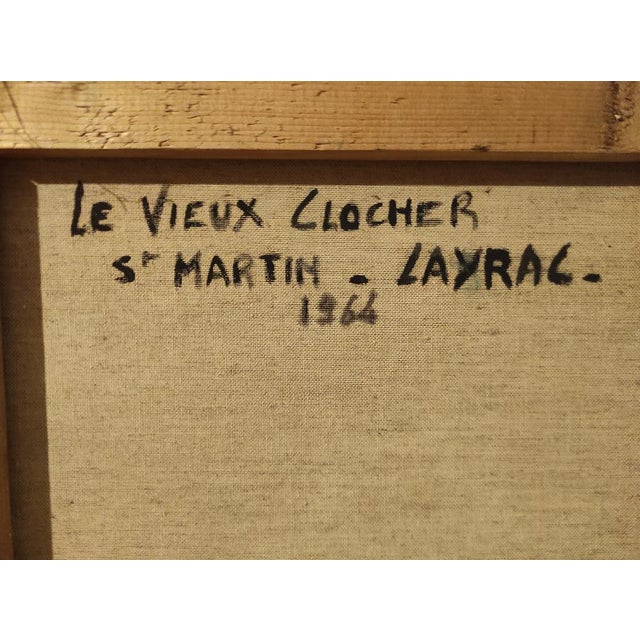 LE VIEUX CLOCHER
ST MARTIN - LAYRAC -
1964